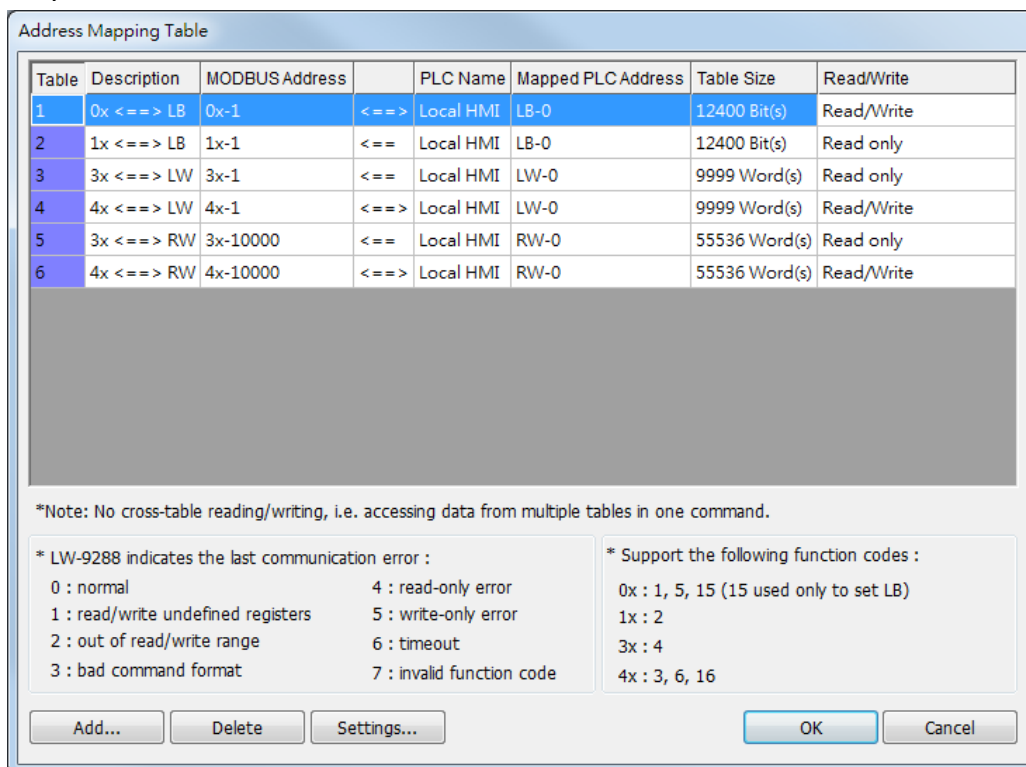 Address Mapping Table
Table Description MODBUS Address PLC Name Mapped PLC Address Table Size Read/Write
1 0x <==> LB 0x-1 <==> Local HMI LB-0 12400 Bit(s) Read/Write
2 1x <==> LB 1x-1 <== Local HMI LB-0 12400 Bit(s) Read only
3 3x <==> LW 3x-1 <== Local HMI LW-0 9999 Word(s) Read only
4 4x <==> LW 4x-1 <==> Local HMI LW-0 9999 Word(s) Read/Write
5 3x <==> RW 3x-10000 <== Local HMI RW-0 55536 Word(s) Read only
6 4x <==> RW 4x-10000 <==> Local HMI RW-0 55536 Word(s) Read/Write
*Note: No cross-table reading/writing, i.e. accessing data from multiple tables in one command.
* LW-9288 indicates the last communication error :
0 : normal
1 : read/write undefined registers
2 : out of read/write range
3 : bad command format
4 : read-only error
5 : write-only error
6 : timeout
7 : invalid function code
* Support the following function codes :
0x : 1, 5, 15 (15 used only to set LB)
1x : 2
3x : 4
4x : 3, 6, 16
Add... Delete Settings... OK Cancel